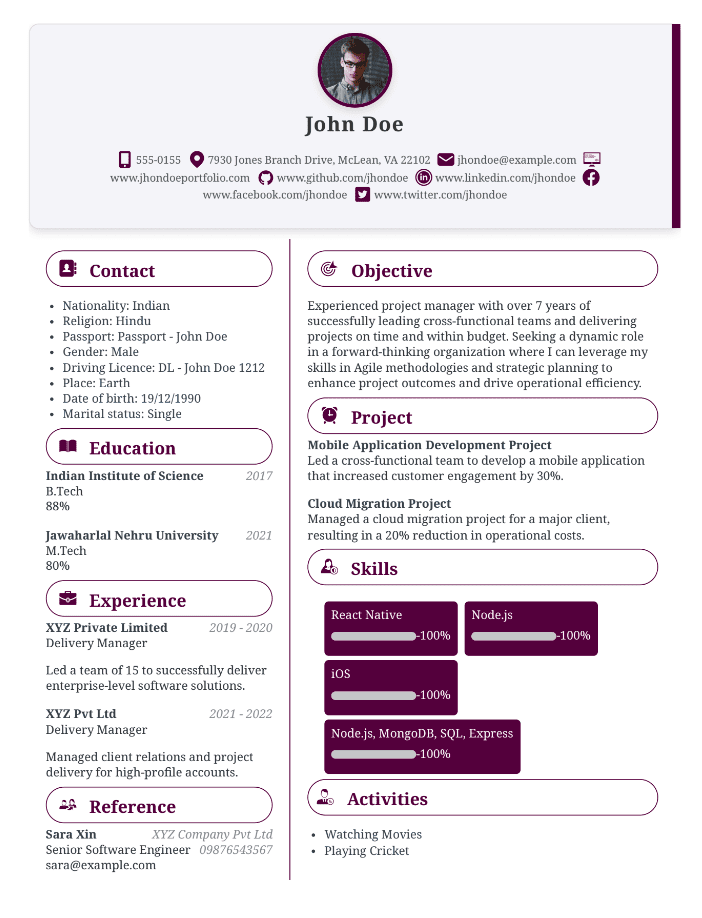 John Doe
555-0155 7930 Jones Branch Drive, McLean, VA 22102 jhondoe@example.com
www.jhondoeportfolio.com www.github.com/jhondoe www.linkedin.com/jhondoe
www.facebook.com/jhondoe www.twitter.com/jhondoe
Contact
• Nationality: Indian
• Religion: Hindu
• Passport: Passport - John Doe
• Gender: Male
• Driving Licence: DL - John Doe 1212
• Place: Earth
• Date of birth: 19/12/1990
• Marital status: Single
Education
Indian Institute of Science 2017
B.Tech
88%
Jawaharlal Nehru University 2021
M.Tech
80%
Experience
XYZ Private Limited 2019 - 2020
Delivery Manager
Led a team of 15 to successfully deliver
enterprise-level software solutions.
XYZ Pvt Ltd 2021 - 2022
Delivery Manager
Managed client relations and project
delivery for high-profile accounts.
Reference
Sara Xin XYZ Company Pvt Ltd
Senior Software Engineer 09876543567
sara@example.com
Objective
Experienced project manager with over 7 years of
successfully leading cross-functional teams and delivering
projects on time and within budget. Seeking a dynamic role
in a forward-thinking organization where I can leverage my
skills in Agile methodologies and strategic planning to
enhance project outcomes and drive operational efficiency.
Project
Mobile Application Development Project
Led a cross-functional team to develop a mobile application
that increased customer engagement by 30%.
Cloud Migration Project
Managed a cloud migration project for a major client,
resulting in a 20% reduction in operational costs.
Skills
React Native
-100%
Node.js
-100%
iOS
-100%
Node.js, MongoDB, SQL, Express
-100%
Activities
• Watching Movies
• Playing Cricket